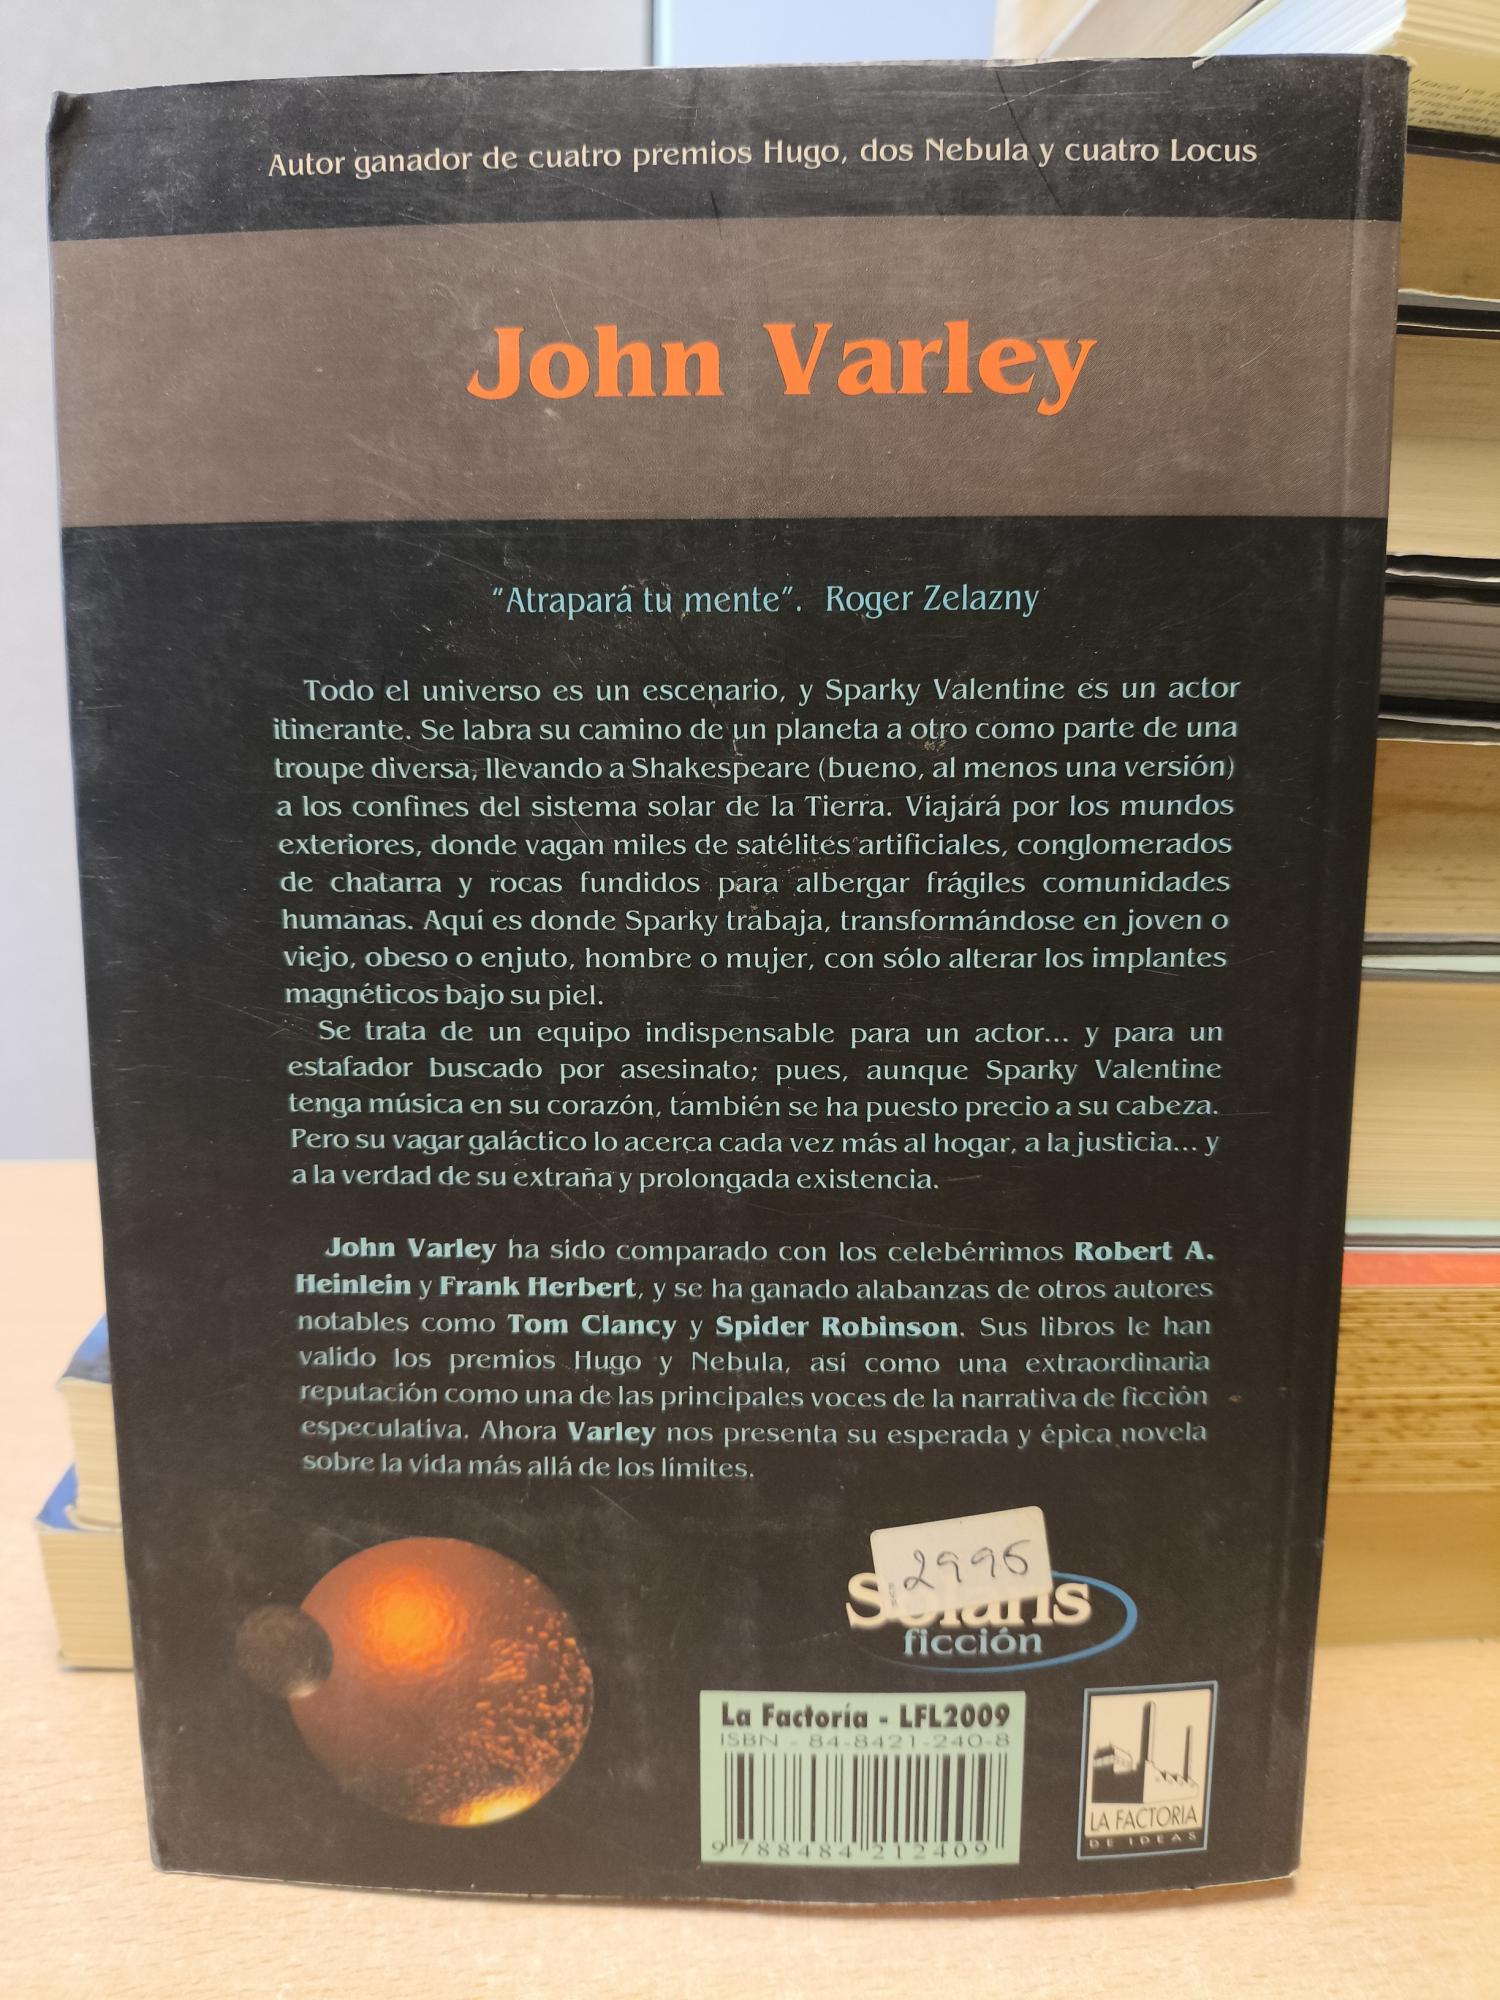 Autor ganador de cuatro premios Hugo, dos Nebula y cuatro Locus
John Varley
"Atrapará tu mente". Roger Zelazny
Todo el universo es un escenario, y Sparky Valentine es un actor
itinerante. Se labra su camino de un planeta a otro como parte de una
troupe diversa, llevando a Shakespeare (bueno, al menos una versión)
a los confines del sistema solar de la Tierra. Viajará por los mundos
exteriores, donde vagan miles de satélites artificiales, conglomerados
de chatarra y rocas fundidos para albergar frágiles comunidades
humanas. Aquí es donde Sparky trabaja, transformándose en joven o
viejo, obeso o enjuto, hombre o mujer, con sólo alterar los implantes
magnéticos bajo su piel.
Se trata de un equipo indispensable para un actor... y para un
estafador buscado por asesinato; pues, aunque Sparky Valentine
tenga música en su corazón, también se ha puesto precio a su cabeza.
Pero su vagar galáctico lo acerca cada vez más al hogar, a la justicia... y
a la verdad de su extraña y prolongada existencia.
John Varley ha sido comparado con los celebérrimos Robert A.
Heinlein y Frank Herbert, y se ha ganado alabanzas de otros autores
notables como Tom Clancy y Spider Robinson. Sus libros le han
valido los premios Hugo y Nebula, así como una extraordinaria
reputación como una de las principales voces de la narrativa de ficción
especulativa. Ahora Varley nos presenta su esperada y épica novela
sobre la vida más allá de los límites.
2995
Solaris
ficción
La Factoría - LFL2009
ISBN - 84-8421-240-8
9 788484 212409
LA FACTORIA
DE IDEAS